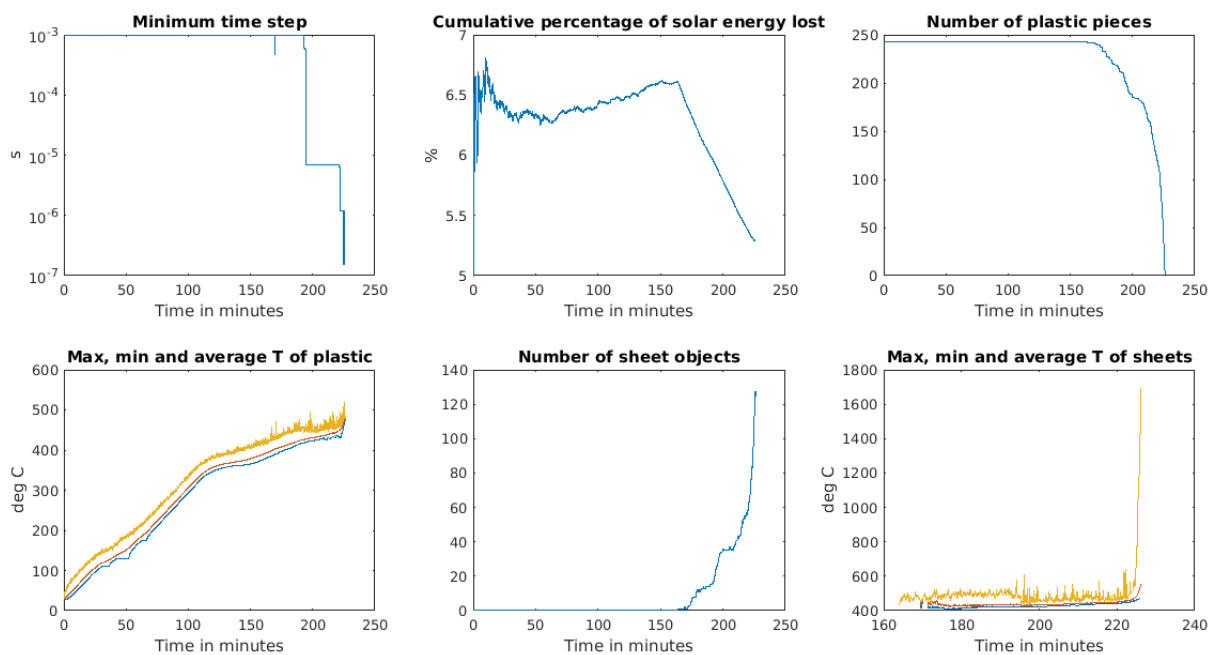 Minimum time step
10^-3
10^-4
10^-5
10^-6
10^-7
s
0 50 100 150 200 250
Time in minutes
Cumulative percentage of solar energy lost
7
6.5
6
5.5
5
%
0 50 100 150 200 250
Time in minutes
Number of plastic pieces
250
200
150
100
50
0
0 50 100 150 200 250
Time in minutes
Max, min and average T of plastic
600
500
400
300
200
100
0
deg C
0 50 100 150 200 250
Time in minutes
Number of sheet objects
140
120
100
80
60
40
20
0
0 50 100 150 200 250
Time in minutes
Max, min and average T of sheets
1800
1600
1400
1200
1000
800
600
400
deg C
160 180 200 220 240
Time in minutes